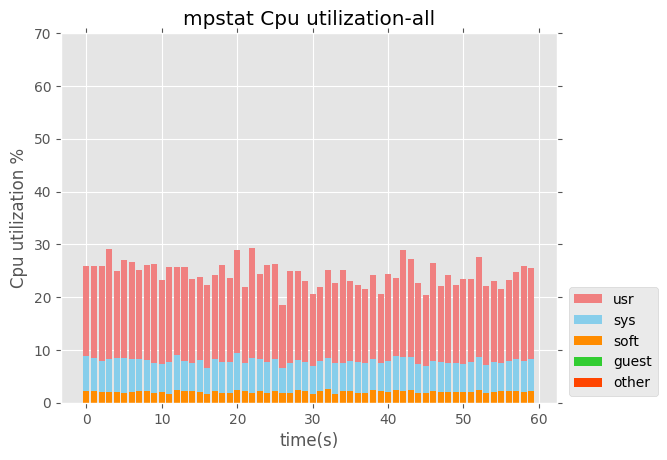 mpstat Cpu utilization-all
70
60
50
40
30
20
10
0
Cpu utilization %
0 10 20 30 40 50 60
time(s)
usr
sys
soft
guest
other